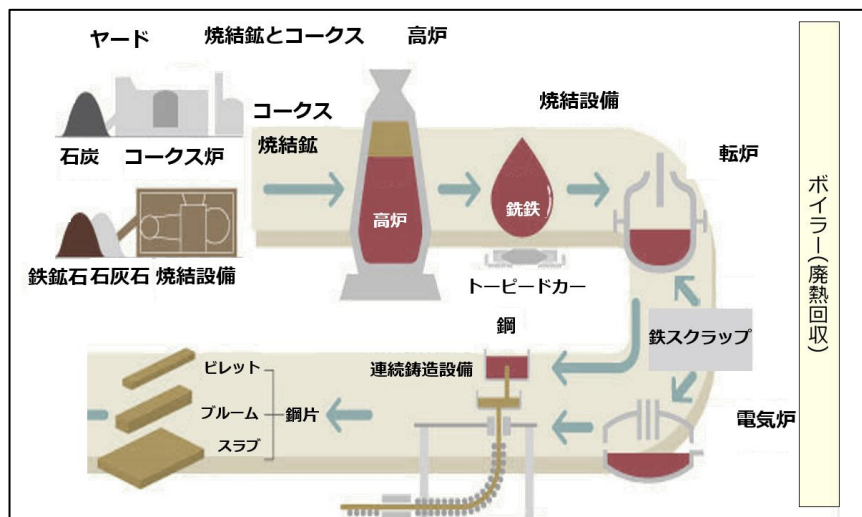 ヤード
焼結鉱とコークス
高炉
石炭
コークス炉
コークス
焼結鉱
焼結設備
転炉
高炉
銑鉄
鉄鉱石
石灰石
焼結設備
トーピードカー
鋼
鉄スクラップ
連続鋳造設備
ビレット
ブルーム
鋼片
スラブ
電気炉
ボイラー(廃熱回収)